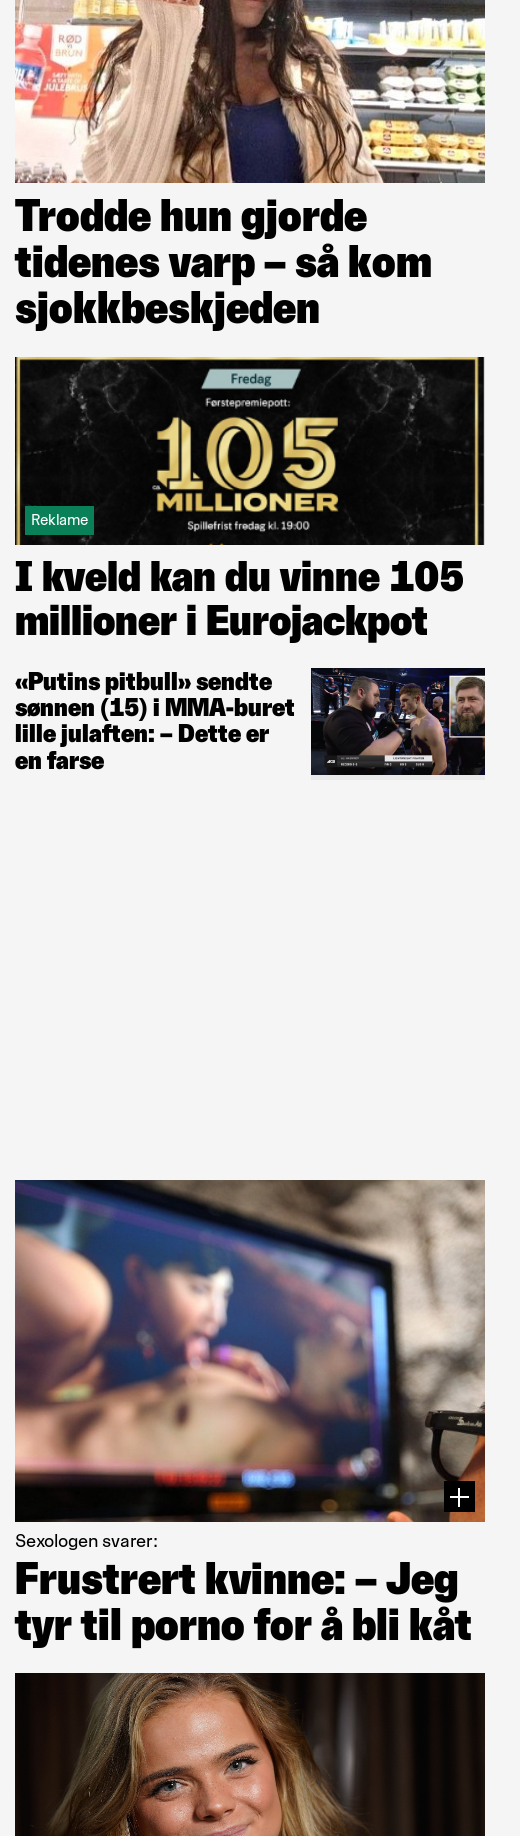 RØD
vs
BRUN
JULEBRUS
Trodde hun gjorde
tidenes varp – så kom
sjokkbeskjeden
Fredag
Førstepremiepott:
ca.
105
MILLIONER
Spillefrist fredag kl. 19:00
Reklame
I kveld kan du vinne 105
millioner i Eurojackpot
«Putins pitbull» sendte
sønnen (15) i MMA-buret
lille julaften: – Dette er
en farse
Sexologen svarer:
Frustrert kvinne: – Jeg
tyr til porno for å bli kåt